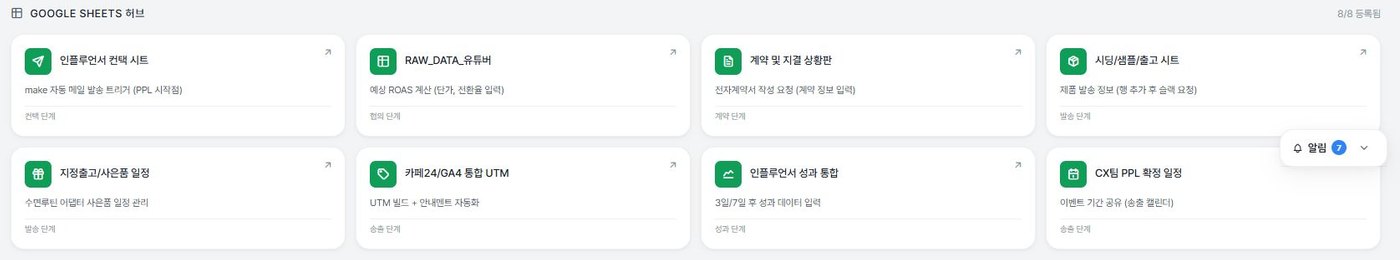 GOOGLE SHEETS 허브
8/8 등록됨
인플루언서 컨택 시트
make 자동 메일 발송 트리거 (PPL 시작점)
컨택 단계
RAW_DATA_유튜버
예상 ROAS 계산 (단가, 전환율 입력)
협의 단계
계약 및 지결 상황판
전자계약서 작성 요청 (계약 정보 입력)
계약 단계
시딩/샘플/출고 시트
제품 발송 정보 (행 추가 후 슬랙 요청)
발송 단계
알림 7
지정출고/사은품 일정
수면루틴 어댑터 사은품 일정 관리
발송 단계
카페24/GA4 통합 UTM
UTM 빌드 + 안내멘트 자동화
송출 단계
인플루언서 성과 통합
3일/7일 후 성과 데이터 입력
성과 단계
CX팀 PPL 확정 일정
이벤트 기간 공유 (송출 캘린더)
송출 단계